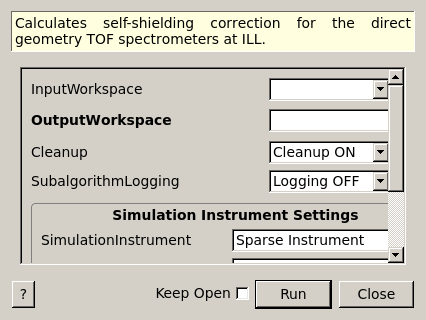 Calculates self-shielding correction for the direct
geometry TOF spectrometers at ILL.
InputWorkspace
OutputWorkspace
Cleanup Cleanup ON
SubalgorithmLogging Logging OFF
Simulation Instrument Settings
SimulationInstrument Sparse Instrument
? Keep Open Run Close